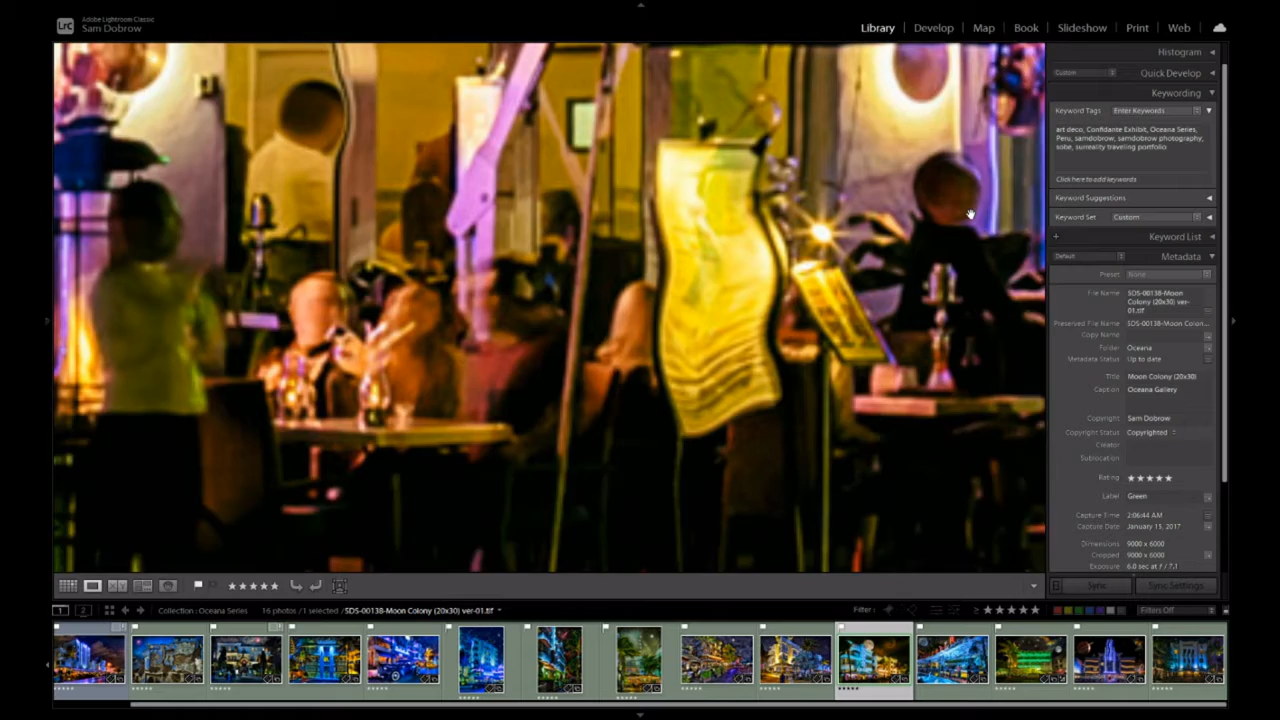 Adobe Lightroom Classic
Sam Dobrow
Library | Develop | Map | Book | Slideshow | Print | Web
Histogram
Custom Quick Develop
Keywording
Keyword Tags Enter Keywords
art deco, Confidante Exhibit, Oceana Series,
Peru, samdobrow, samdobrow photography,
sobe, surreality traveling portfolio
Click here to add keywords
Keyword Suggestions
Keyword Set Custom
+ Keyword List
Default Metadata
Preset None
File Name SDS-00138-Moon
Colony (20x30) ver-
01.tif
Preserved File Name SDS-00138-Moon Colon...
Copy Name
Folder Oceana
Metadata Status Up to date
Title Moon Colony (20x30)
Caption Oceana Gallery
Copyright Sam Dobrow
Copyright Status Copyrighted
Creator
Sublocation
Rating ★★★★★
Label Green
Capture Time 2:06:44 AM
Capture Date January 15, 2017
Dimensions 9000 x 6000
Cropped 9000 x 6000
Exposure 6.0 sec at f / 7.1
Sync Sync Settings
1 2 Collection : Oceana Series 16 photos / 1 selected / SDS-00138-Moon Colony (20x30) ver-01.tif Filter : Filters Off